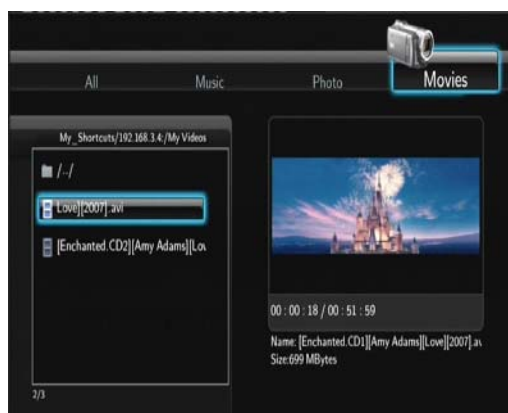 All Music Photo Movies
My_Shortcuts/192.168.3.4:/My Videos
/../
Love][2007].avi
[Enchanted.CD2][Amy Adams][Lov
00 : 00 : 18 / 00 : 51 : 59
Name: [Enchanted.CD1][Amy Adams][Love][2007].av
Size:699 MBytes
2/3